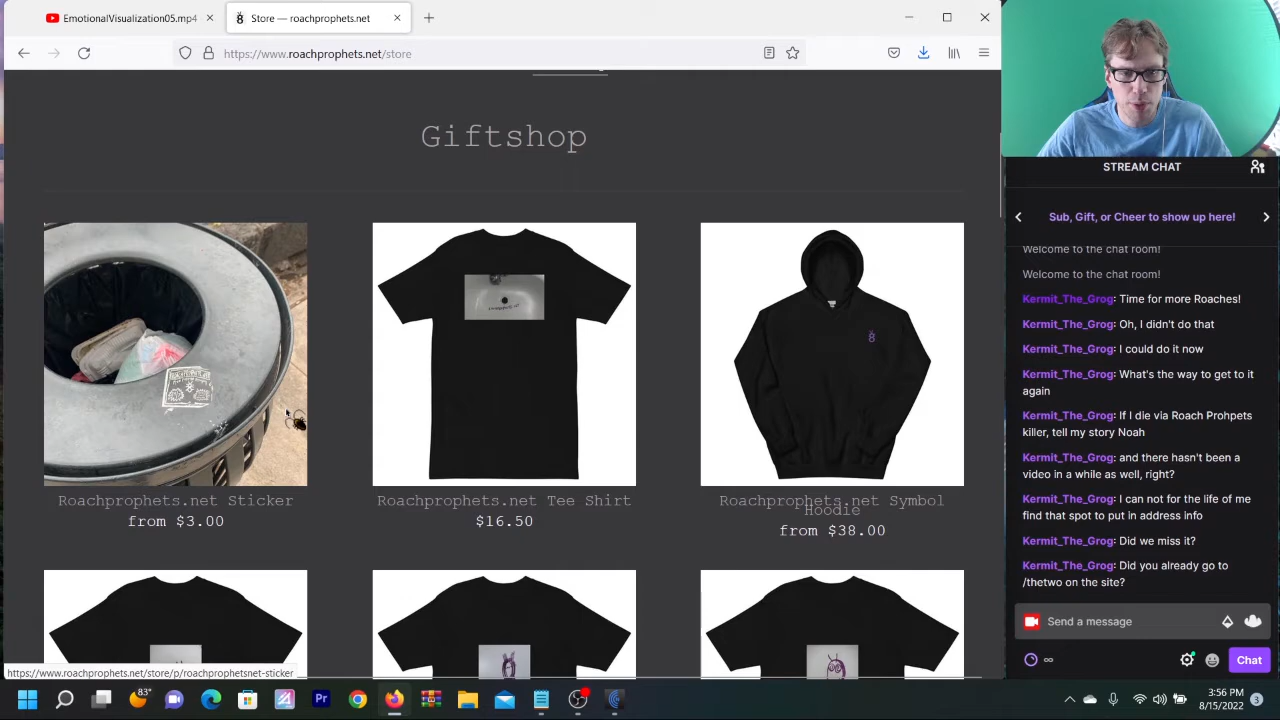 EmotionalVisualization05.mp4
Store — roachprophets.net
https://www.roachprophets.net/store
Giftshop
Roachprophets.net Sticker
from $3.00
Roachprophets.net Tee Shirt
$16.50
Roachprophets.net Symbol
Hoodie
from $38.00
https://www.roachprophets.net/store/p/roachprophetsnet-sticker
STREAM CHAT
Sub, Gift, or Cheer to show up here!
Welcome to the chat room!
Welcome to the chat room!
Kermit_The_Grog: Time for more roaches!
Kermit_The_Grog: Oh, I didn't do that
Kermit_The_Grog: I could do it now
Kermit_The_Grog: What's the way to get to it
again
Kermit_The_Grog: If I die via Roach Prohpets
killer, tell my story Noah
Kermit_The_Grog: and there hasn't been a
video in a while as well, right?
Kermit_The_Grog: I can not for the life of me
find that spot to put in address info
Kermit_The_Grog: Did we miss it?
Kermit_The_Grog: Did you already go to
/thetwo on the site?
Send a message
Chat
83°
Pr
3:56 PM
8/15/2022
3